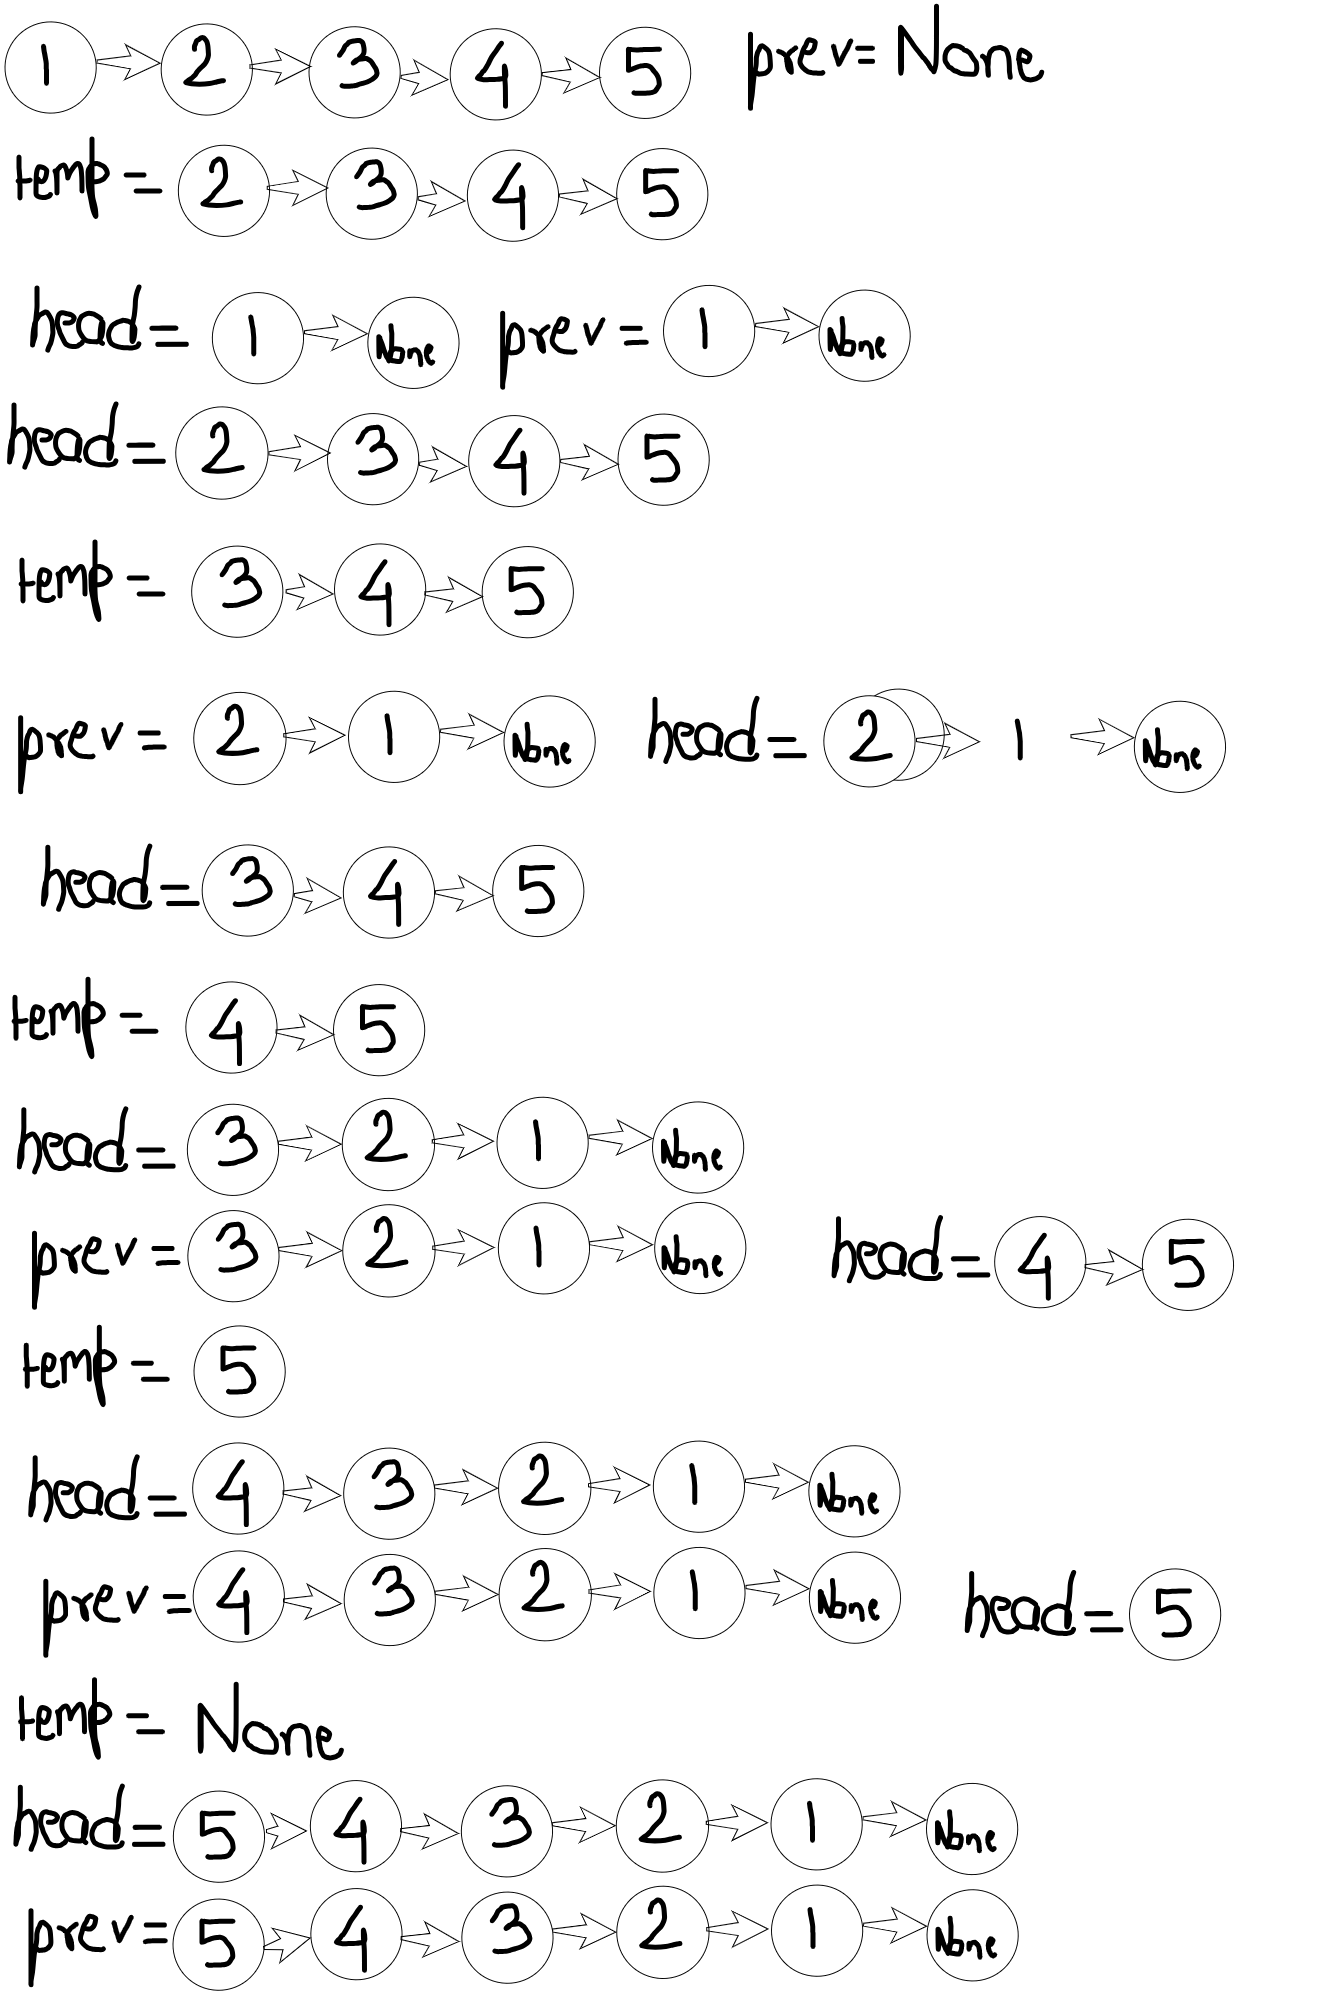 1 2 3 4 5 prev= None
temp= 2 3 4 5
head= 1 None prev= 1 None
head= 2 3 4 5
temp= 3 4 5
prev= 2 1 None head= 2 1 None
head= 3 4 5
temp= 4 5
head= 3 2 1 None
prev= 3 2 1 None head= 4 5
temp= 5
head= 4 3 2 1 None
prev= 4 3 2 1 None head= 5
temp= None
head= 5 4 3 2 1 None
prev= 5 4 3 2 1 None